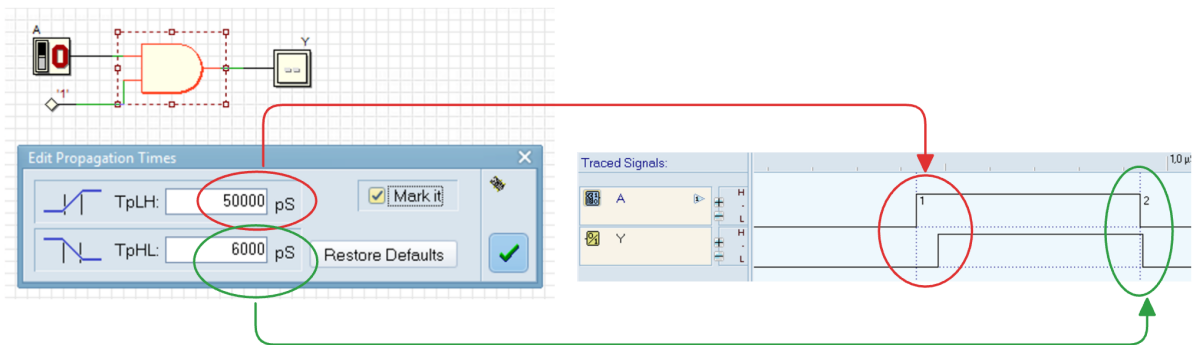 A
0
Y
--
'1'
Edit Propagation Times
TpLH: 50000 pS
Mark it
TpHL: 6000 pS
Restore Defaults
Traced Signals:
1,0 µ
A
H
L
1
2
Y
H
L